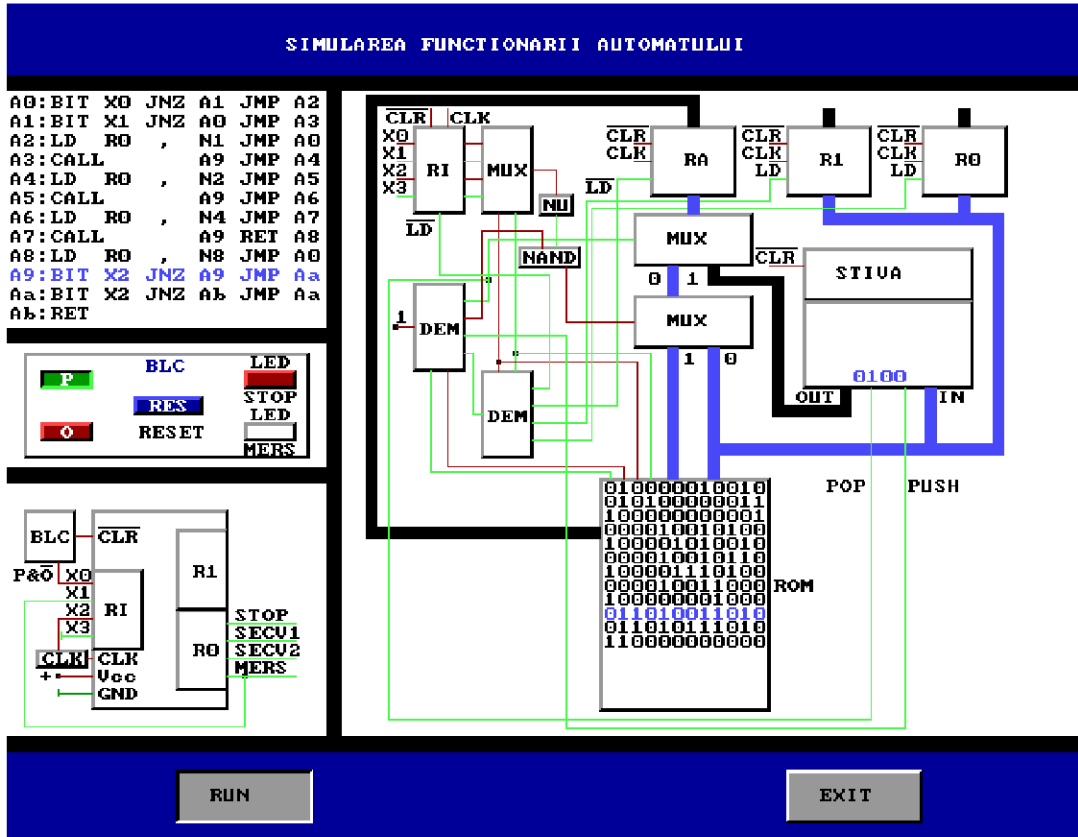 SIMULAREA FUNCTIONARII AUTOMATULUI
A0:BIT X0 JNZ A1 JMP A2
A1:BIT X1 JNZ A0 JMP A3
A2:LD R0 , N1 JMP A0
A3:CALL A9 JMP A4
A4:LD R0 , N2 JMP A5
A5:CALL A9 JMP A6
A6:LD R0 , N4 JMP A7
A7:CALL A9 RET A8
A8:LD R0 , N8 JMP A0
A9:BIT X2 JNZ A9 JMP Aa
Aa:BIT X2 JNZ Ab JMP Aa
Ab:RET
P
BLC
LED
STOP
RES
O
RESET
LED
MERS
BLC
CLR
P&O
X0
X1
X2
X3
RI
CLK
CLK
+
Vcc
GND
R1
R0
STOP
SECV1
SECV2
MERS
CLR CLK
X0
X1
X2
X3
RI
MUX
LD
NU
NAND
CLR
CLK
LD
RA
CLR
CLK
LD
R1
CLR
CLK
LD
R0
MUX
0 1
MUX
1 0
1
DEM
DEM
CLR
STIVA
0100
OUT
IN
POP
PUSH
010000010010
010100000011
100000000001
000010010100
100000101010
000010010110
100001110100
000010011000
100000001000
011010011010
011010111010
110000000000
ROM
RUN
EXIT